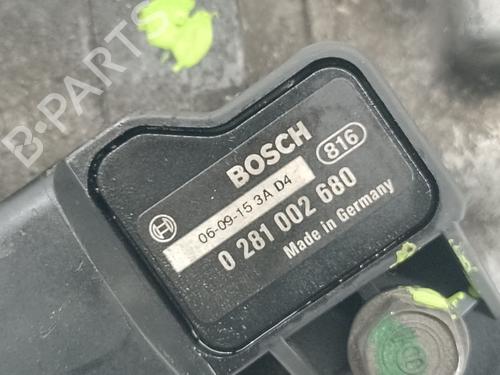 B-PARTS
BOSCH
816
06-09-15 3A D4
0 281 002 680
Made in Germany